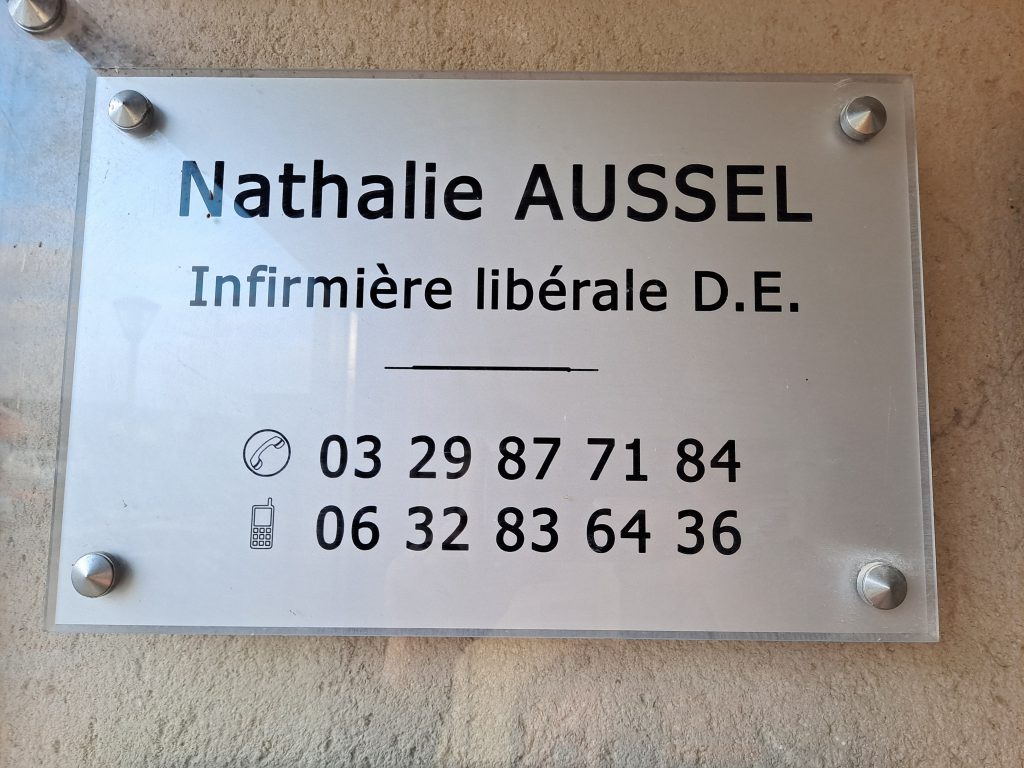 Nathalie AUSSEL
Infirmière libérale D.E.
03 29 87 71 84
06 32 83 64 36